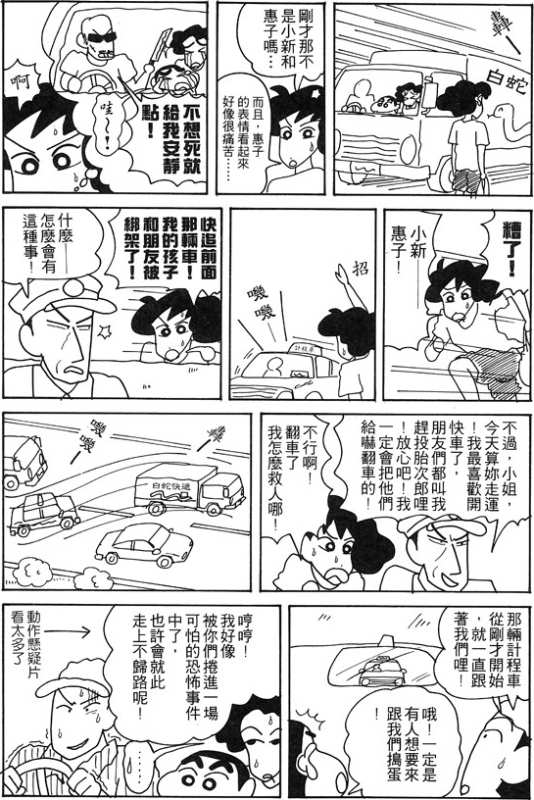 轟
白蛇
剛才那不
是小新和
惠子嗎…
而且，惠子
的表情看起來
好像很痛苦……
不想死就
給我安靜
點！
哇～～！
啊
糟了！
小新
惠子！
招
嘰
嘰
計程車
快追前面
那輛車！
我的孩子
和朋友被
綁架了！
什麼──
怎麼會有
這種事！
不過，小姐，
今天算妳走運
！我最喜歡開
快車了，
朋友們都叫我
趕投胎次郎哩
！放心吧！我
一定會把他們
給嚇翻車的！
不行啊！
翻車了
我怎麼救人哪！
轟
嘰
嘰
白蛇快遞
那輛計程車
從剛才開始
，就一直跟
著我們哩！
哦！一定是
有人想要來
跟我們搗蛋
！
哼哼！
我好像
被你們捲進一場
可怕的恐怖事件
中了，
也許會就此
走上不歸路呢！
動作懸疑片
看太多了